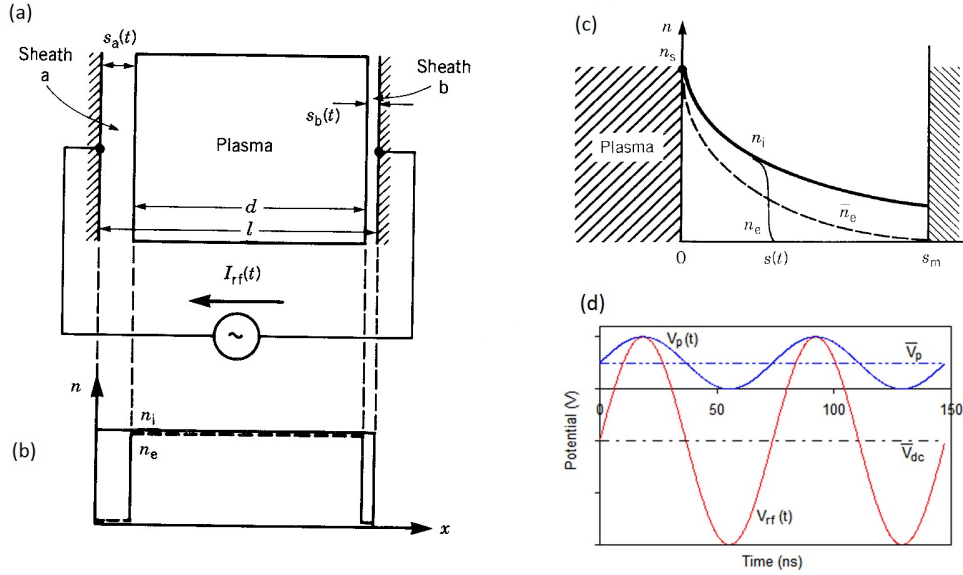 (a)
sₐ(t)
Sheath
a
Sheath
b
s_b(t)
Plasma
d
l
I_rf(t)
~
n
(b)
n_i
n_e
x
(c)
n
n_s
Plasma
n_i
n̅_e
n_e
0
s(t)
s_m
(d)
V_p(t)
V̅_p
0
50
100
150
V̅_dc
V_rf(t)
Potential (V)
Time (ns)